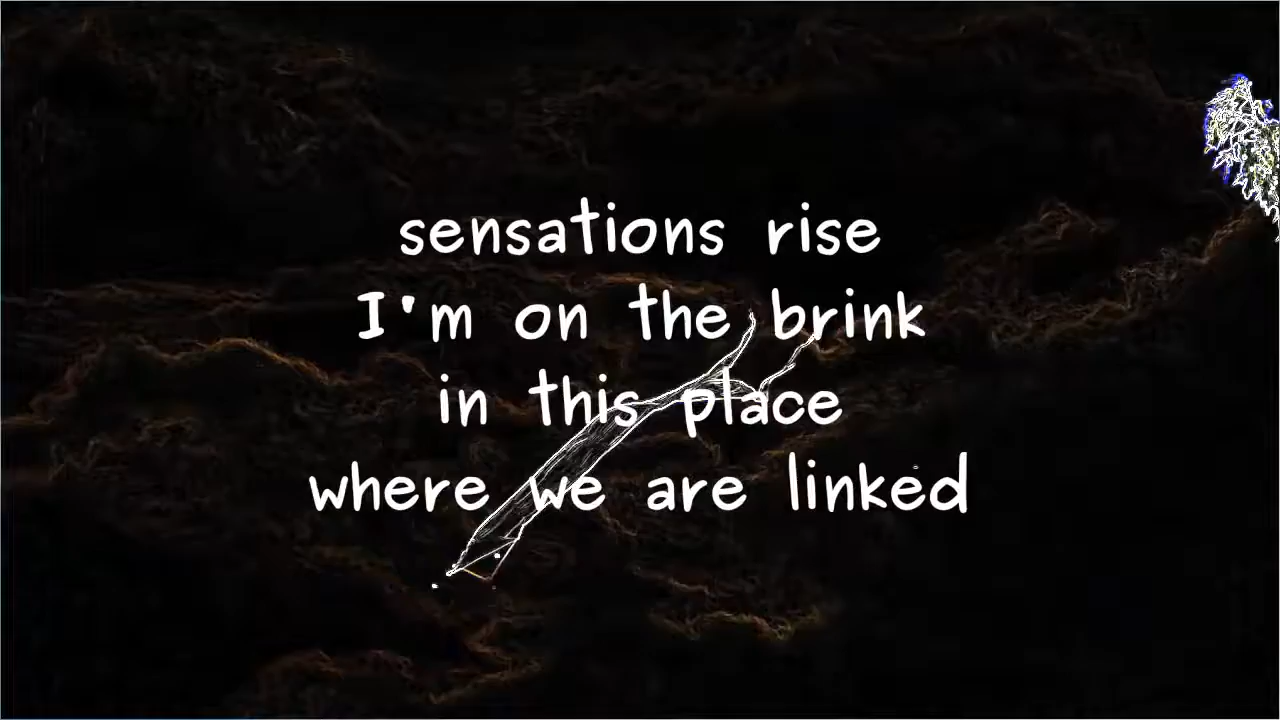 sensations rise
I'm on the brink
in this place
where we are linked